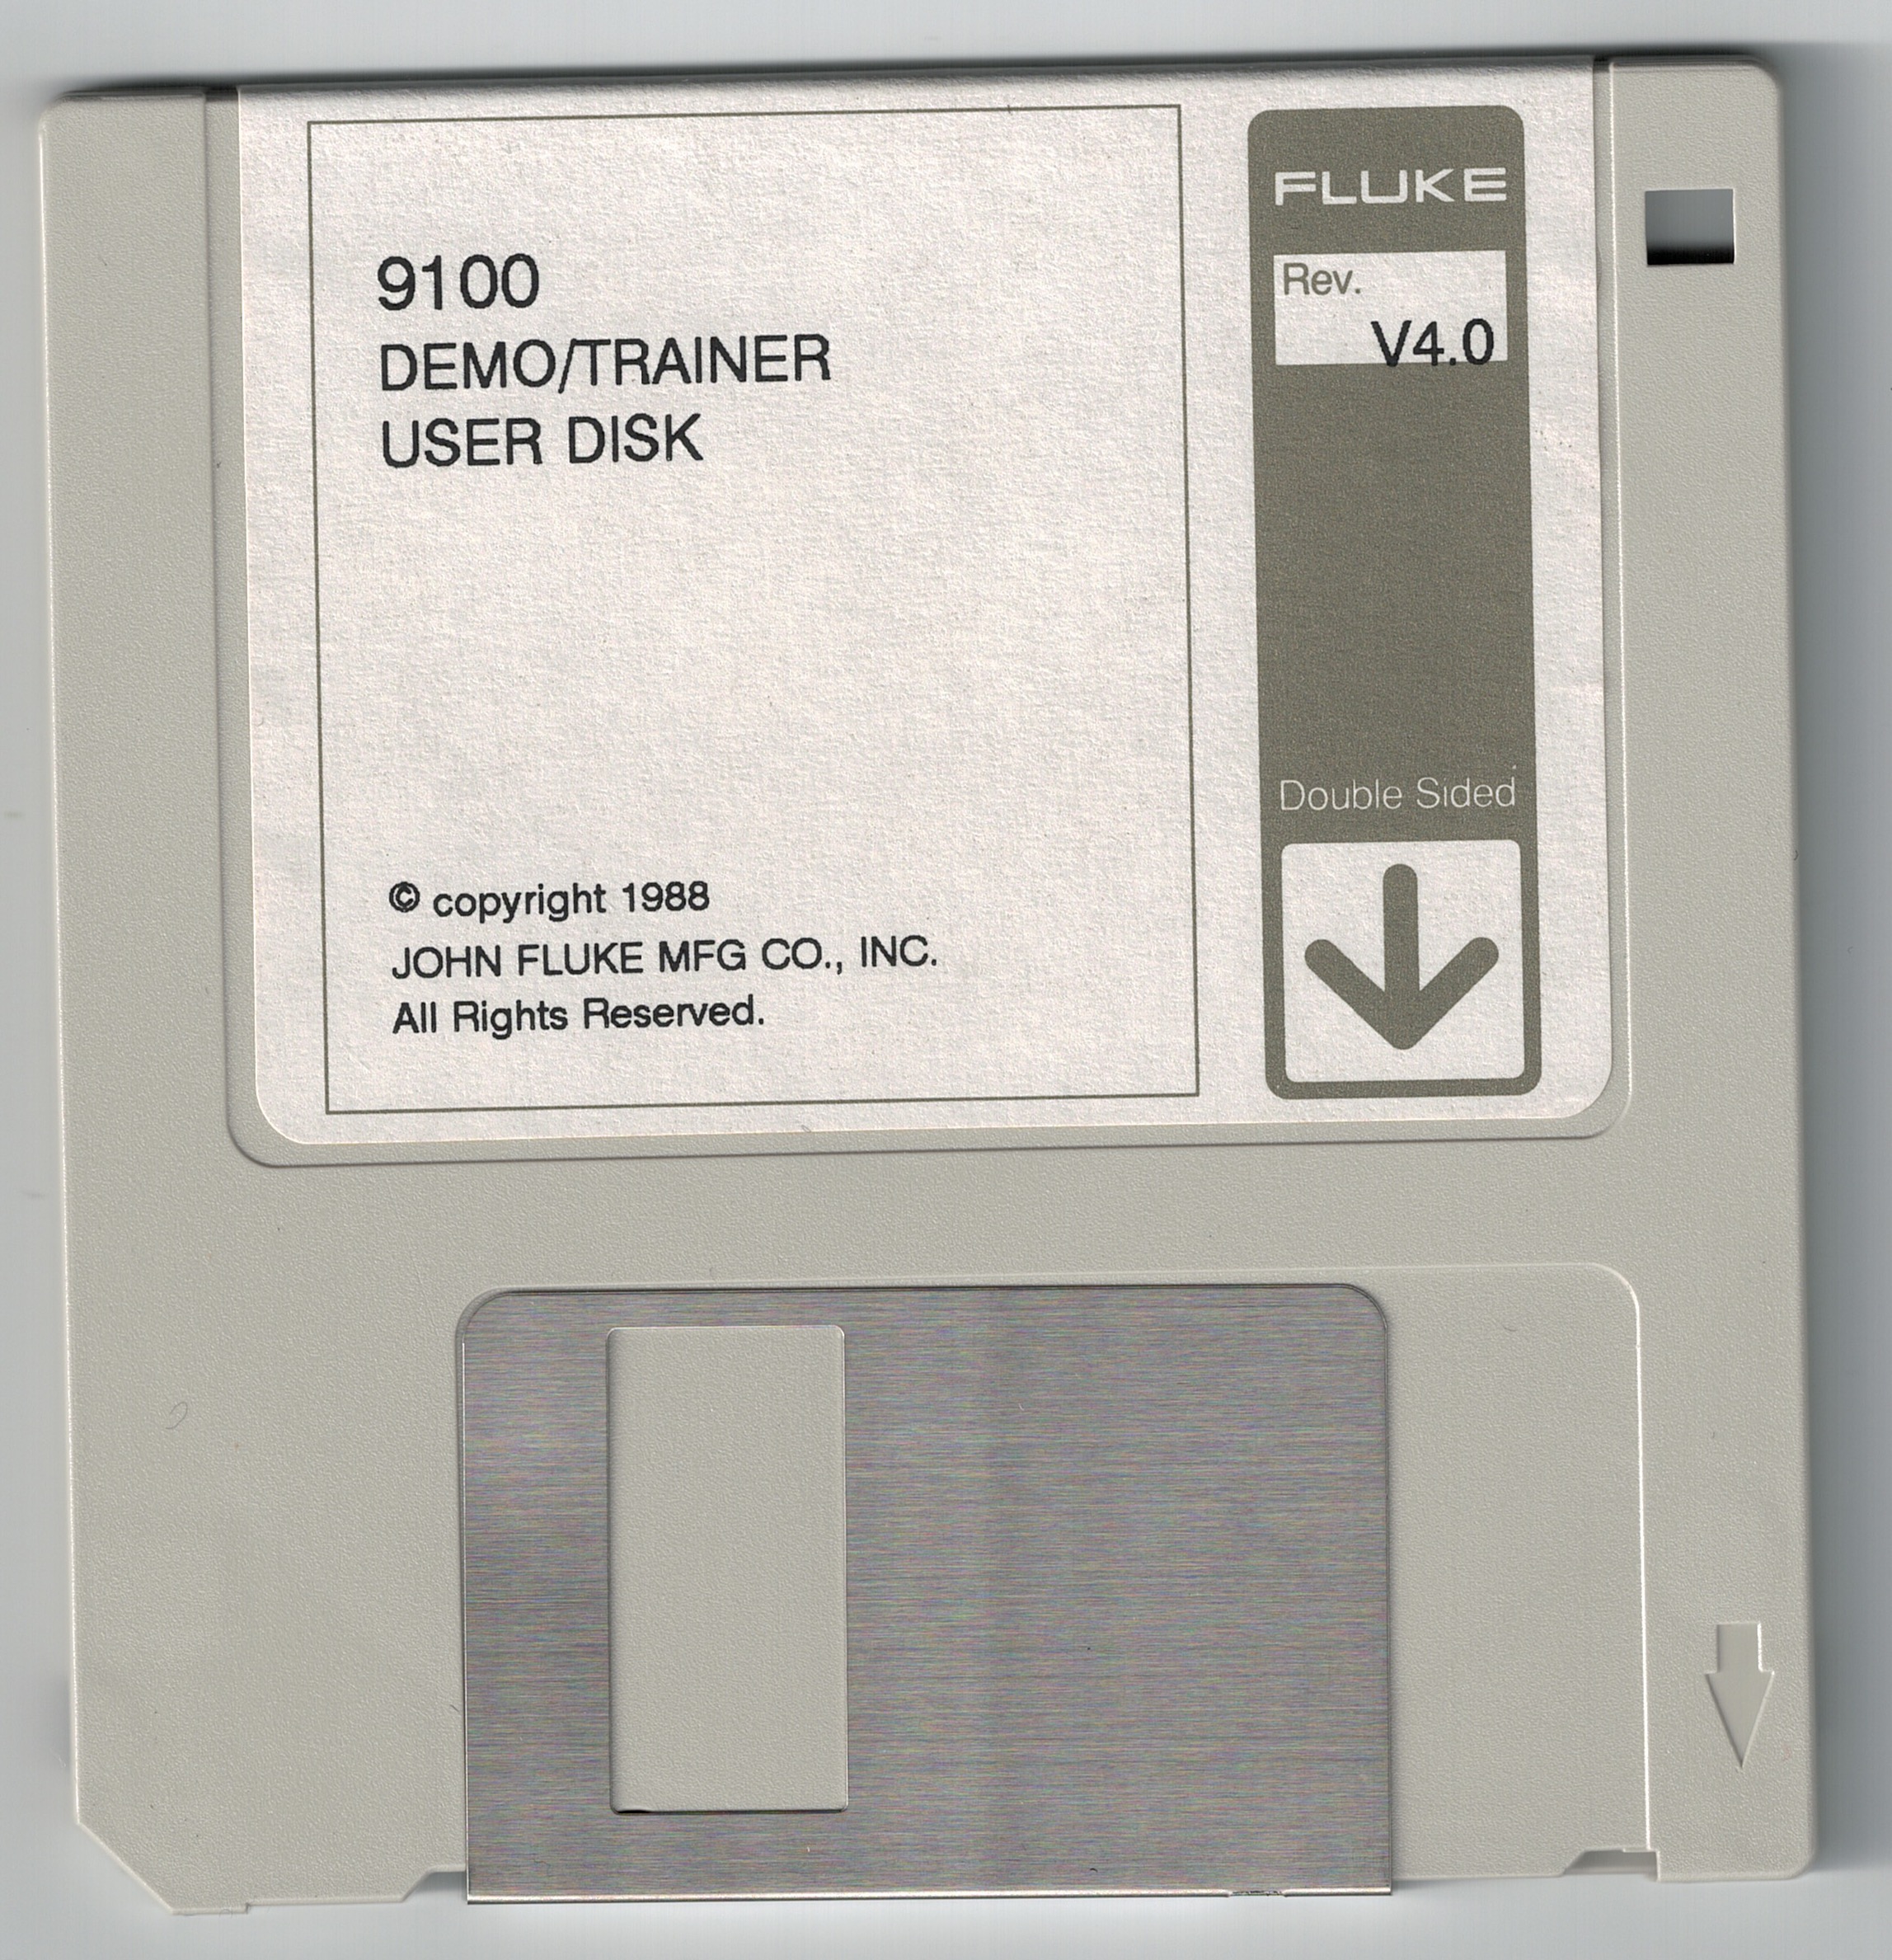 9100
DEMO/TRAINER
USER DISK
© copyright 1988
JOHN FLUKE MFG CO., INC.
All Rights Reserved.
FLUKE
Rev.
V4.0
Double Sided